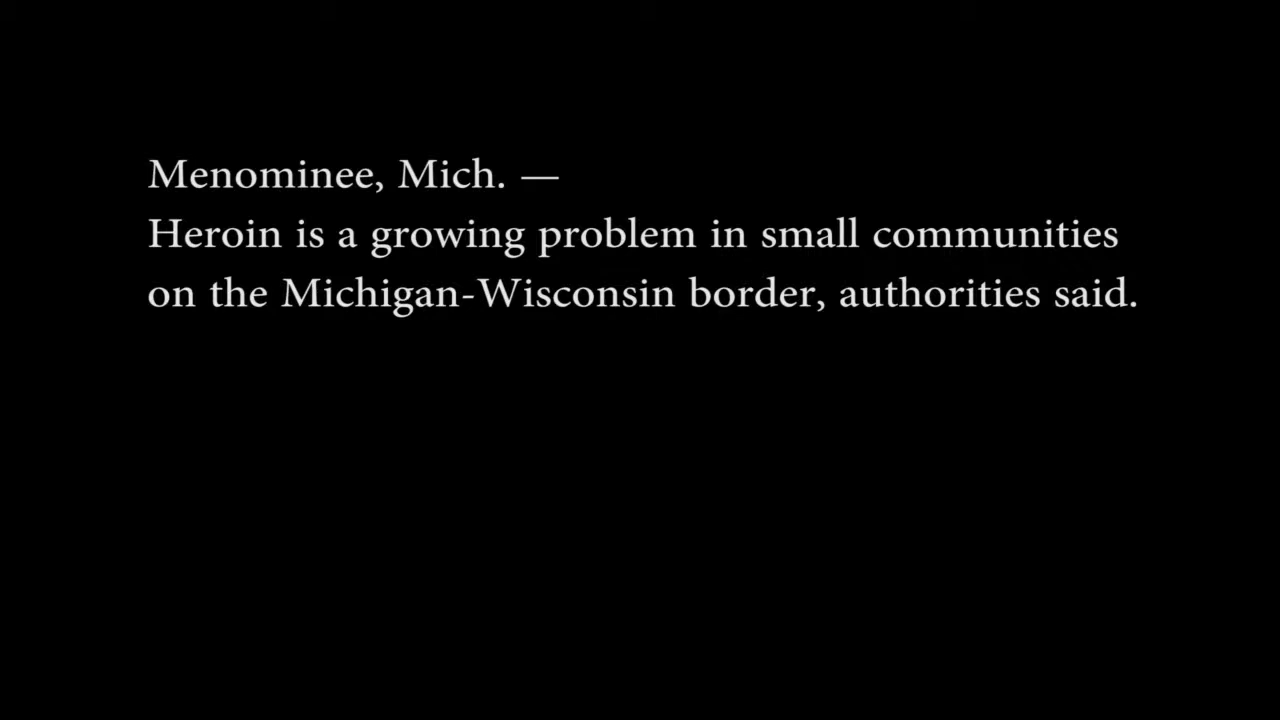 Menominee, Mich. —
Heroin is a growing problem in small communities
on the Michigan-Wisconsin border, authorities said.